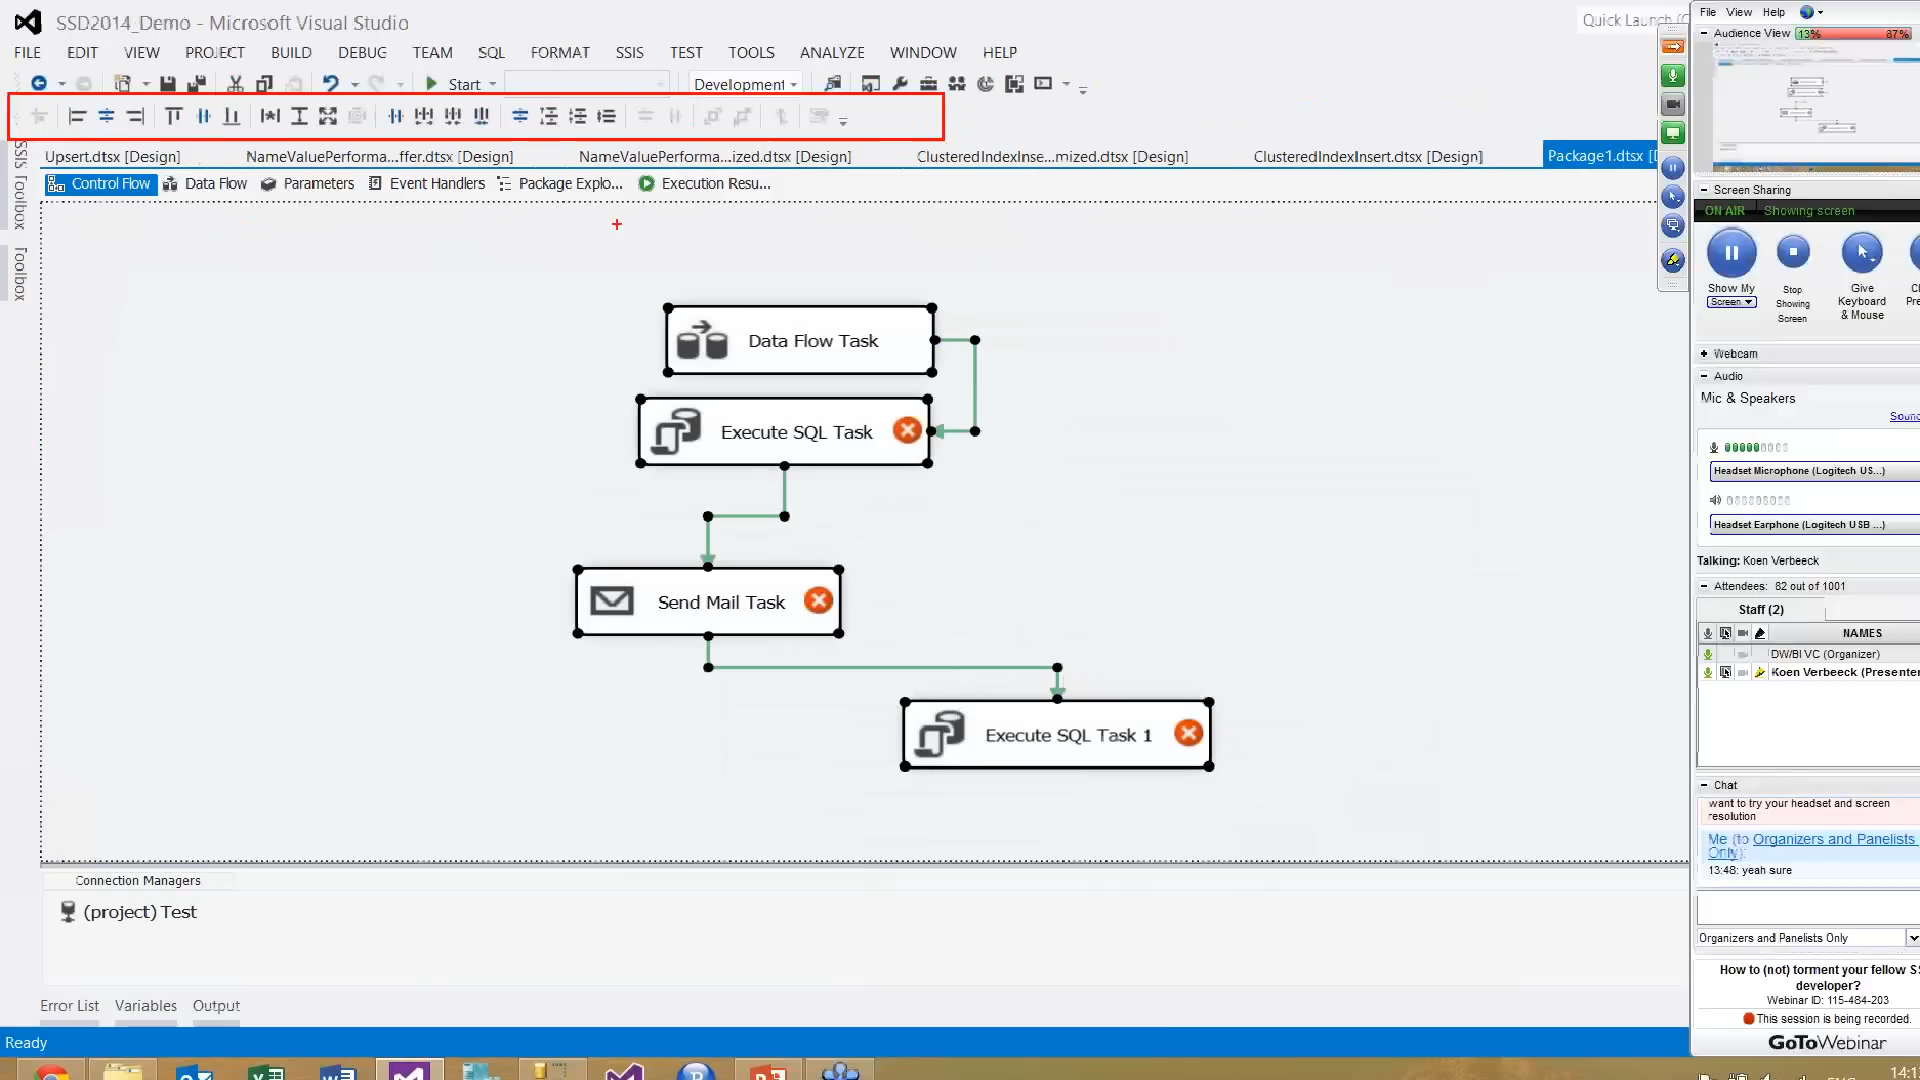 SSD2014_Demo - Microsoft Visual Studio
Quick Launch (C
FILE EDIT VIEW PROJECT BUILD DEBUG TEAM SQL FORMAT SSIS TEST TOOLS ANALYZE WINDOW HELP
Start Development
SSIS Toolbox
Toolbox
Upsert.dtsx [Design] NameValuePerforma...ffer.dtsx [Design] NameValuePerforma...ized.dtsx [Design] ClusteredIndexInse...mized.dtsx [Design] ClusteredIndexInsert.dtsx [Design] Package1.dtsx [D
Control Flow Data Flow Parameters Event Handlers Package Explo... Execution Resu...
Data Flow Task
Execute SQL Task
Send Mail Task
Execute SQL Task 1
Connection Managers
(project) Test
Error List Variables Output
Ready
File View Help
Audience View 13% 87%
Screen Sharing
ON AIR Showing screen
Show My
Screen
Stop
Showing
Screen
Give
Keyboard
& Mouse
Webcam
Audio
Mic & Speakers
Sound
Headset Microphone (Logitech US...)
Headset Earphone (Logitech USB ...)
Talking: Koen Verbeeck
Attendees: 82 out of 1001
Staff (2)
NAMES
DW/BI VC (Organizer)
Koen Verbeeck (Presenter
Chat
want to try your headset and screen
resolution
Me (to Organizers and Panelists
Only):
13:48: yeah sure
Organizers and Panelists Only
How to (not) torment your fellow SS
developer?
Webinar ID: 115-484-203
This session is being recorded.
GoToWebinar
14:1